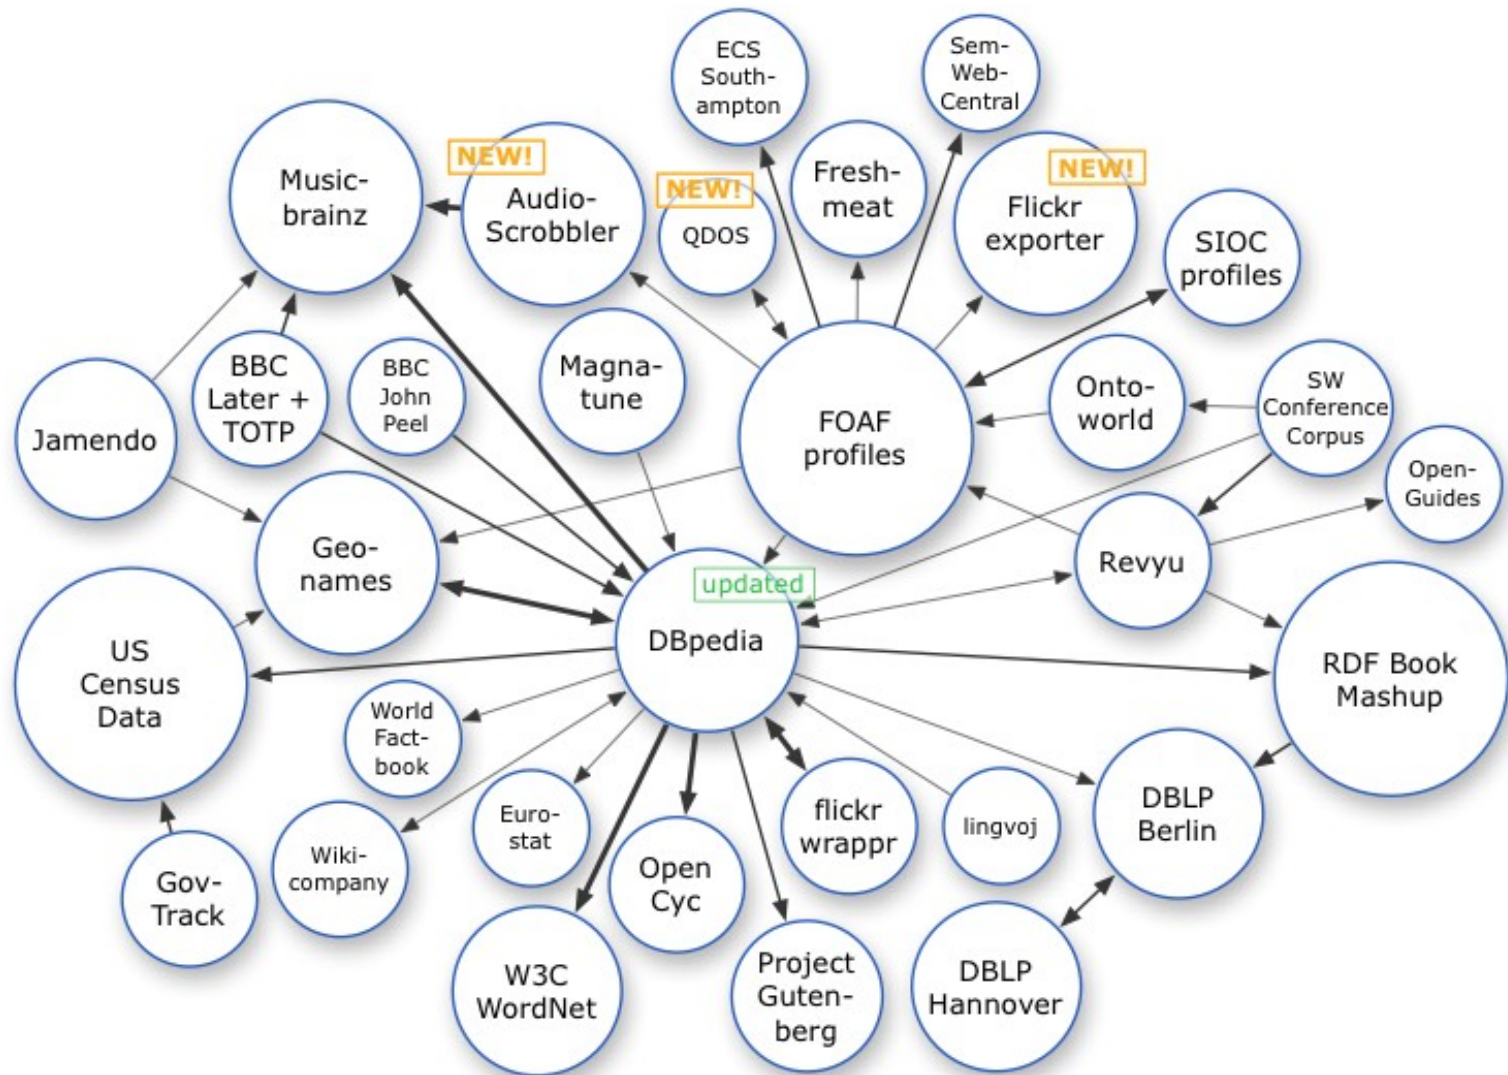 ECS
South-
ampton
Sem-
Web-
Central
NEW!
Music-
brainz
Audio-
Scrobbler
NEW!
QDOS
Fresh-
meat
NEW!
Flickr
exporter
SIOC
profiles
Jamendo
BBC
Later +
TOTP
BBC
John
Peel
Magna-
tune
FOAF
profiles
Onto-
world
SW
Conference
Corpus
Open-
Guides
Geo-
names
Revyu
updated
DBpedia
US
Census
Data
RDF Book
Mashup
World
Fact-
book
Euro-
stat
Wiki-
company
Open
Cyc
flickr
wrappr
lingvoj
DBLP
Berlin
Gov-
Track
W3C
WordNet
Project
Guten-
berg
DBLP
Hannover